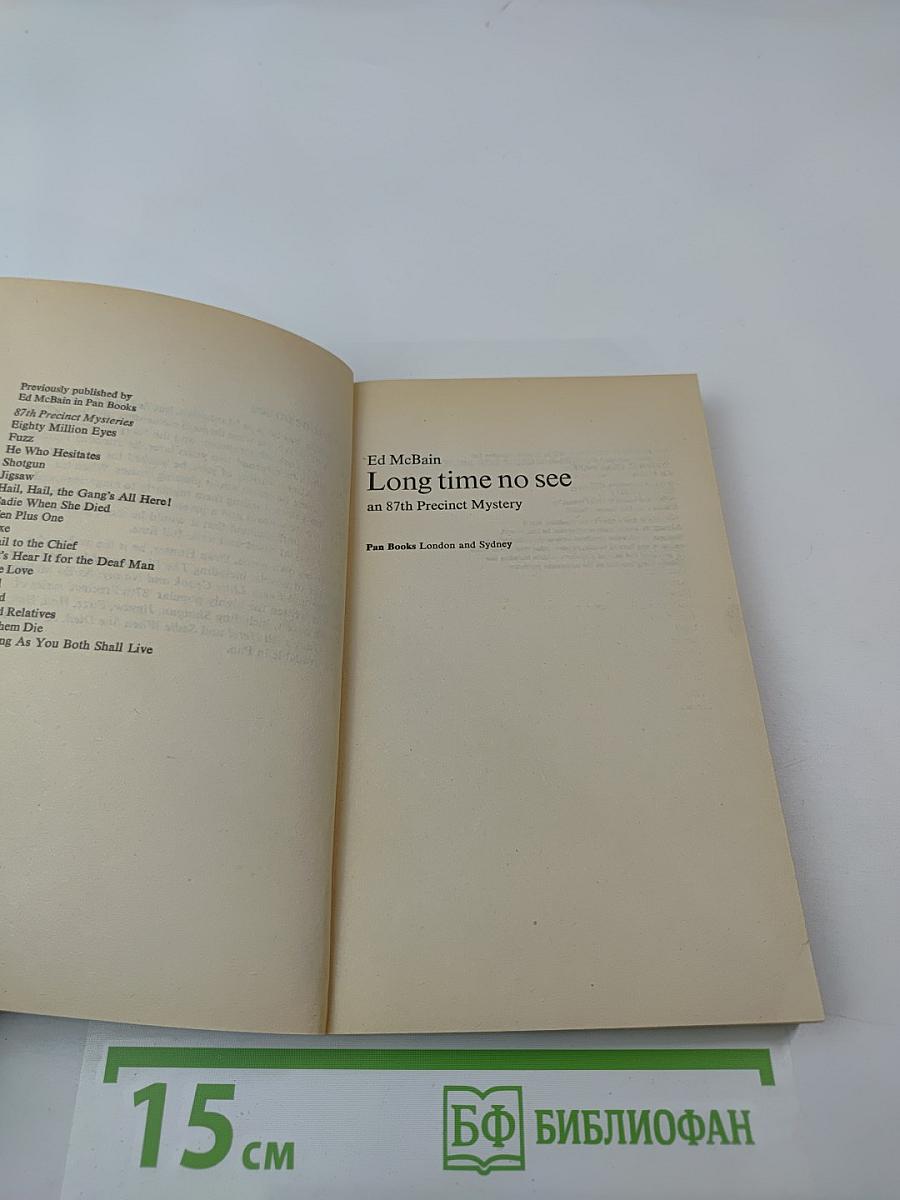 Previously published by
Ed McBain in Pan Books
87th Precinct Mysteries
Eighty Million Eyes
Fuzz
He Who Hesitates
Shotgun
Jigsaw
Hail, Hail, the Gang's All Here!
adie When She Died
en Plus One
ke
ail to the Chief
's Hear It for the Deaf Man
e Love
d
d Relatives
hem Die
ng As You Both Shall Live
Ed McBain
Long time no see
an 87th Precinct Mystery
Pan Books London and Sydney
15 см
БФ БИБЛИОФАН